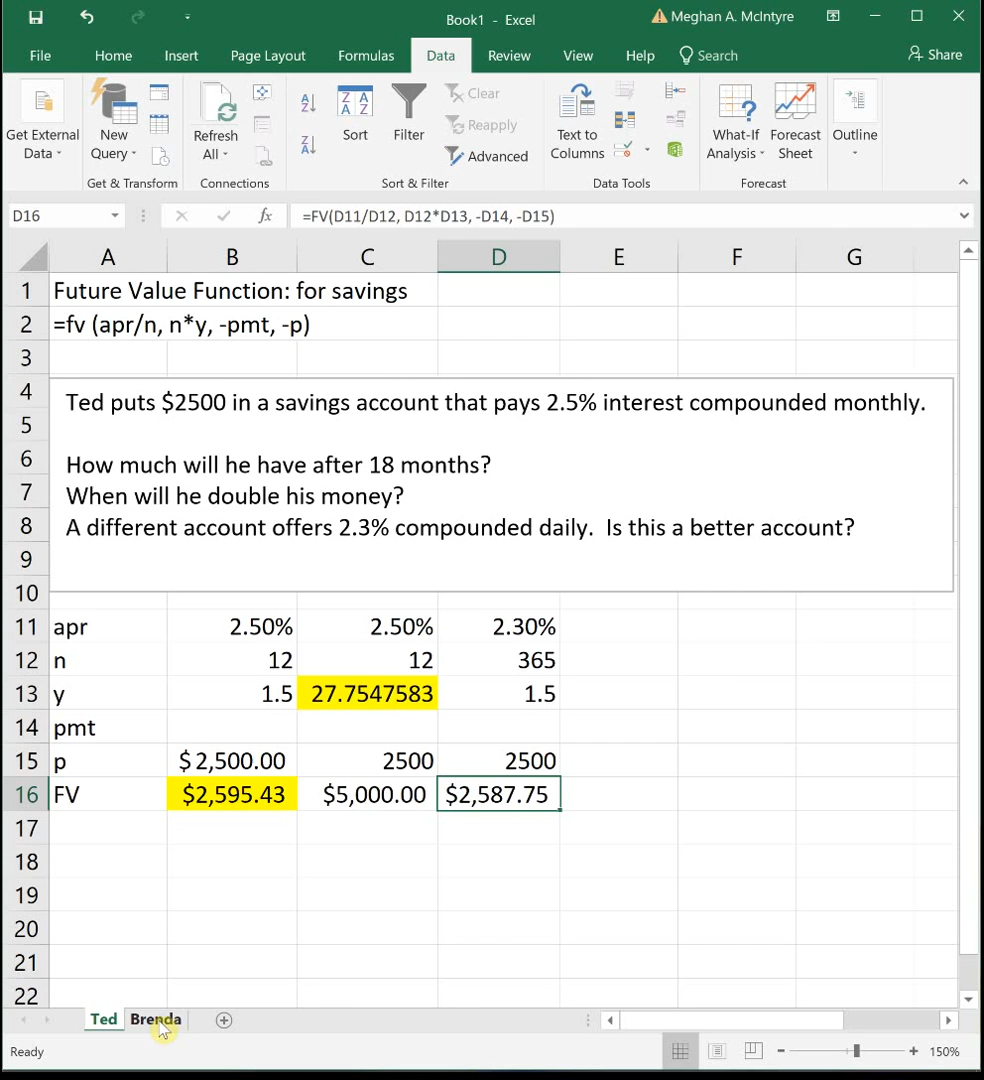 Book1 - Excel
Meghan A. McIntyre
File Home Insert Page Layout Formulas Data Review View Help Search Share
Get External Data
New Query
Get & Transform
Refresh All
Connections
Sort
Filter
Clear
Reapply
Advanced
Sort & Filter
Text to Columns
Data Tools
What-If Analysis
Forecast Sheet
Forecast
Outline
D16 fx =FV(D11/D12, D12*D13, -D14, -D15)
A B C D E F G
1 Future Value Function: for savings
2 =fv (apr/n, n*y, -pmt, -p)
3
4 Ted puts $2500 in a savings account that pays 2.5% interest compounded monthly.
5
6 How much will he have after 18 months?
7 When will he double his money?
8 A different account offers 2.3% compounded daily. Is this a better account?
9
10
11 apr 2.50% 2.50% 2.30%
12 n 12 12 365
13 y 1.5 27.7547583 1.5
14 pmt
15 p $2,500.00 2500 2500
16 FV $2,595.43 $5,000.00 $2,587.75
17
18
19
20
21
22
Ted Brenda
Ready 150%